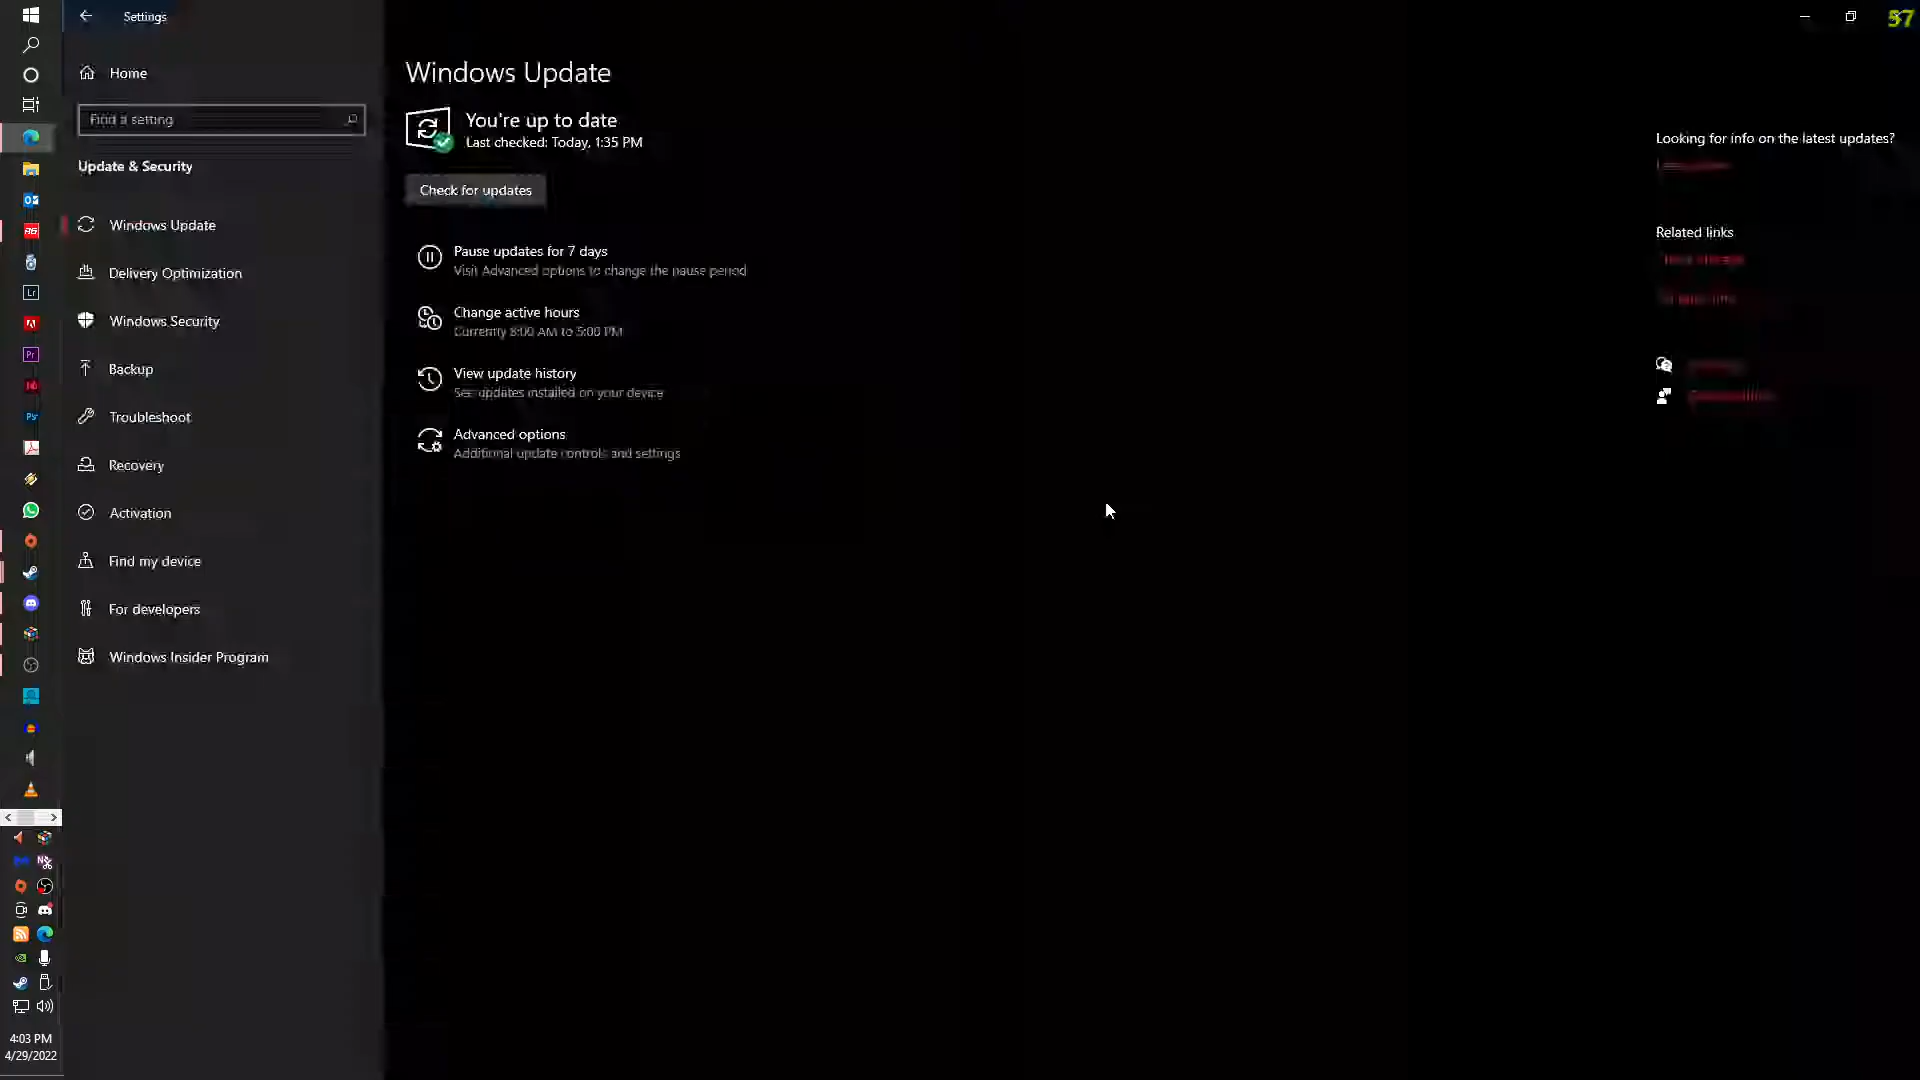 Settings
57
Home
Find a setting
Update & Security
Windows Update
Delivery Optimization
Windows Security
Backup
Troubleshoot
Recovery
Activation
Find my device
For developers
Windows Insider Program
Windows Update
You're up to date
Last checked: Today, 1:35 PM
Check for updates
Pause updates for 7 days
Visit Advanced options to change the pause period
Change active hours
Currently 8:00 AM to 5:00 PM
View update history
See updates installed on your device
Advanced options
Additional update controls and settings
Looking for info on the latest updates?
Related links
Lr
Pr
Ps
4:03 PM
4/29/2022